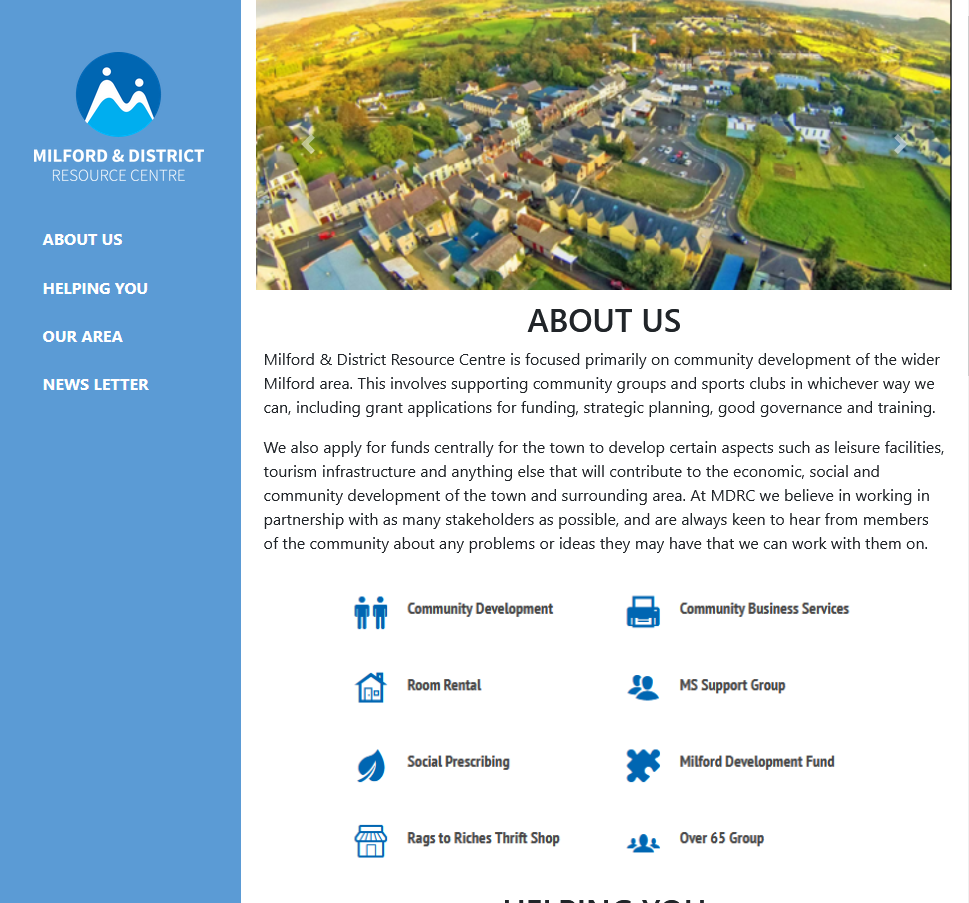 MILFORD & DISTRICT
RESOURCE CENTRE
ABOUT US
HELPING YOU
OUR AREA
NEWS LETTER
ABOUT US
Milford & District Resource Centre is focused primarily on community development of the wider
Milford area. This involves supporting community groups and sports clubs in whichever way we
can, including grant applications for funding, strategic planning, good governance and training.
We also apply for funds centrally for the town to develop certain aspects such as leisure facilities,
tourism infrastructure and anything else that will contribute to the economic, social and
community development of the town and surrounding area. At MDRC we believe in working in
partnership with as many stakeholders as possible, and are always keen to hear from members
of the community about any problems or ideas they may have that we can work with them on.
Community Development
Community Business Services
Room Rental
MS Support Group
Social Prescribing
Milford Development Fund
Rags to Riches Thrift Shop
Over 65 Group
HELPING YOU